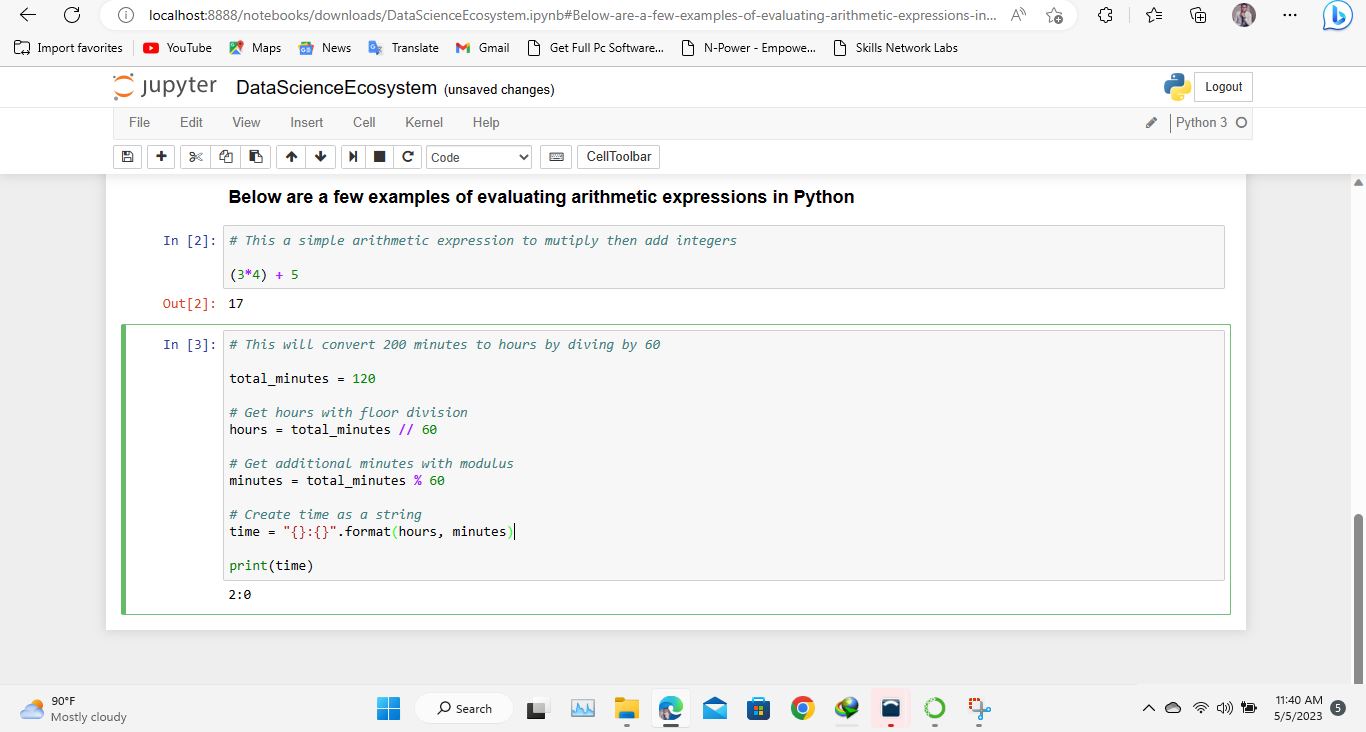 localhost:8888/notebooks/downloads/DataScienceEcosystem.ipynb#Below-are-a-few-examples-of-evaluating-arithmetic-expressions-in...
Import favorites YouTube Maps News Translate Gmail Get Full Pc Software... N-Power - Empowe... Skills Network Labs
jupyter DataScienceEcosystem (unsaved changes) Logout
File Edit View Insert Cell Kernel Help Python 3
Code CellToolbar
Below are a few examples of evaluating arithmetic expressions in Python
In [2]: # This a simple arithmetic expression to mutiply then add integers
(3*4) + 5
Out[2]: 17
In [3]: # This will convert 200 minutes to hours by diving by 60
total_minutes = 120
# Get hours with floor division
hours = total_minutes // 60
# Get additional minutes with modulus
minutes = total_minutes % 60
# Create time as a string
time = "{}:{}".format(hours, minutes)
print(time)
2:0
90°F
Mostly cloudy
Search
11:40 AM
5/5/2023
5